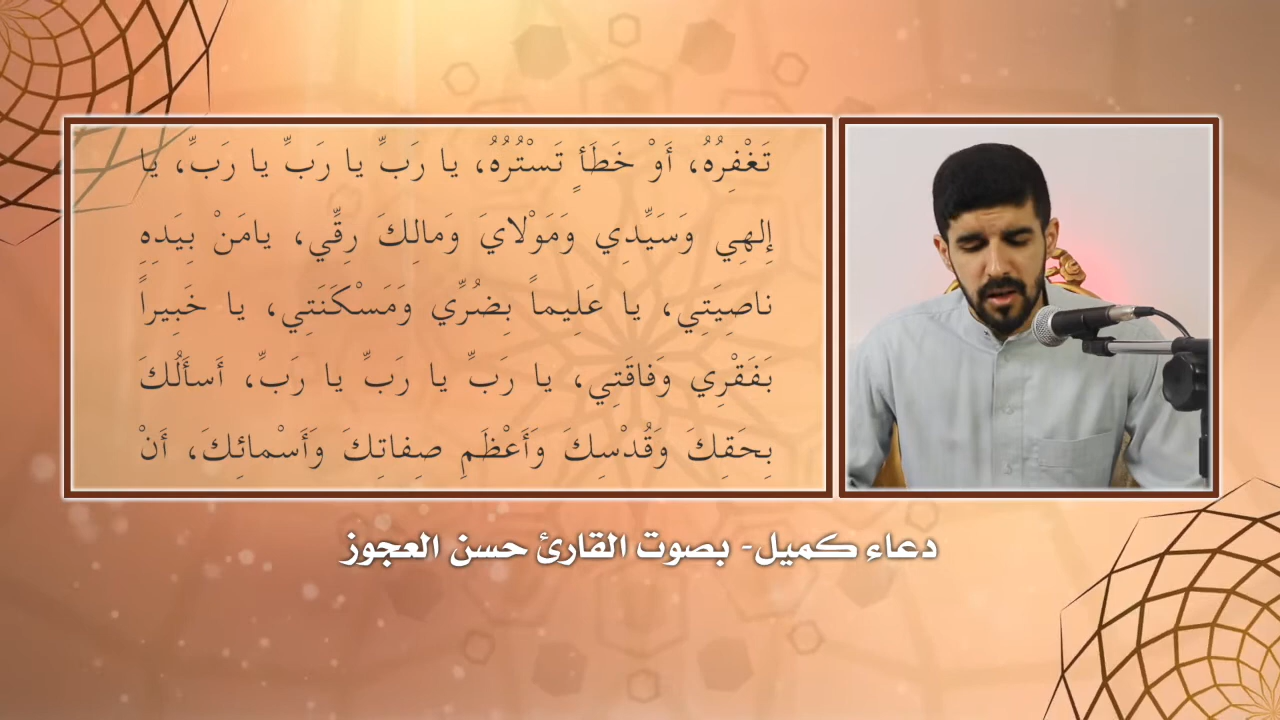 تَغْفِرُهُ، أَوْ خَطَأٍ تَسْتُرُهُ، يا رَبِّ يا رَبِّ يا رَبِّ، يا
إِلهِي وَسَيِّدِي وَمَوْلايَ وَمالِكَ رِقِّي، يامَنْ بِيَدِهِ
ناصِيَتِي، يا عَلِيماً بِضُرِّي وَمَسْكَنَتِي، يا خَبِيراً
بَفَقْرِي وَفاقَتِي، يا رَبِّ يا رَبِّ يا رَبِّ، أَسأَلُكَ
بِحَقِكَ وَقُدْسِكَ وَأَعْظَمِ صِفاتِكَ وَأَسْمائِكَ، أَنْ
دعاء كميل- بصوت القارئ حسن العجوز